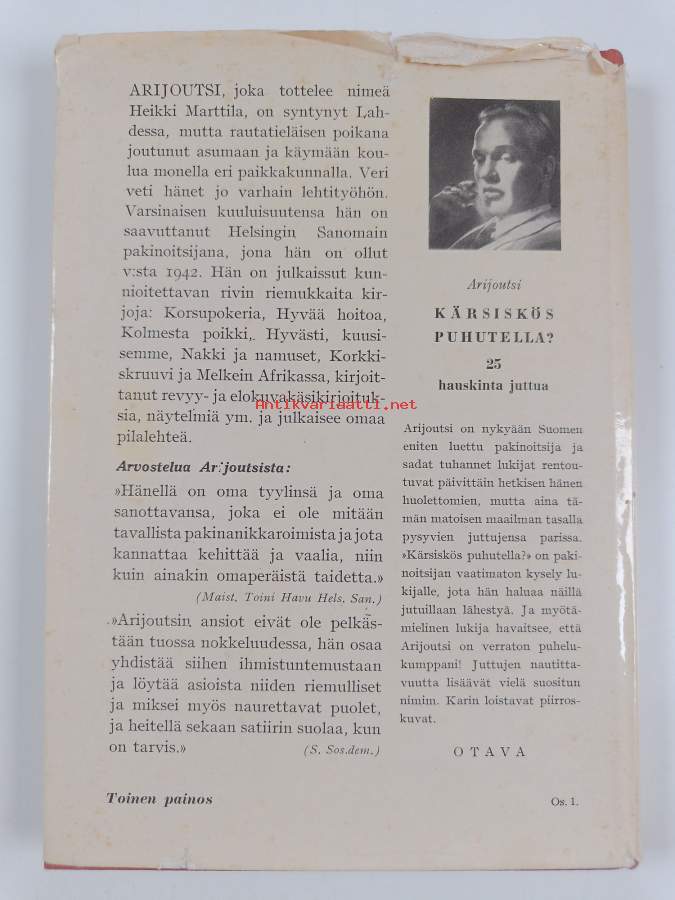 ARIJOUTSI, joka tottelee nimeä
Heikki Marttila, on syntynyt Lah-
dessa, mutta rautatieläisen poikana
joutunut asumaan ja käymään kou-
lua monella eri paikkakunnalla. Veri
veti hänet jo varhain lehtityöhön.
Varsinaisen kuuluisuutensa hän on
saavuttanut Helsingin Sanomain
pakinoitsijana, jona hän on ollut
v:sta 1942. Hän on julkaissut kun-
nioitettavan rivin riemukkaita kir-
joja: Korsupokeria, Hyvää hoitoa,
Kolmesta poikki, Hyvästi, kuusi-
semme, Nakki ja namuset, Korkki-
skruuvi ja Melkein Afrikassa, kirjoit-
tanut revyy- ja elokuvakäsikirjoituk-
sia, näytelmiä ym. ja julkaisee omaa
pilalehteä.
Arvostelua Arijoutsista:
»Hänellä on oma tyylinsä ja oma
sanottavansa, joka ei ole mitään
tavallista pakinanikkaroimista ja jota
kannattaa kehittää ja vaalia, niin
kuin ainakin omaperäistä taidetta.»
(Maist. Toini Havu Hels. San.)
»Arijoutsin ansiot eivät ole pelkäs-
tään tuossa nokkeluudessa, hän osaa
yhdistää siihen ihmistuntemustaan
ja löytää asioista niiden riemulliset
ja miksei myös naurettavat puolet,
ja heitellä sekaan satiirin suolaa, kun
on tarvis.»
(S. Sos.dem.)
Toinen painos
Arijoutsi
KÄRSISKÖS
PUHUTELLA?
25
hauskinta juttua
Arijoutsi on nykyään Suomen
eniten luettu pakinoitsija ja
sadat tuhannet lukijat rentou-
tuvat päivittäin hetkisen hänen
huolettomien, mutta aina tä-
män matoisen maailman tasalla
pysyvien juttujensa parissa.
»Kärsiskös puhutella?» on paki-
noitsijan vaatimaton kysely lu-
kijalle, jota hän haluaa näillä
jutuillaan lähestyä. Ja myötä-
mielinen lukija havaitsee, että
Arijoutsi on verraton puhelu-
kumppani! Juttujen nautitta-
vuutta lisäävät vielä suositun
nimim. Karin loistavat piirros-
kuvat.
OTAVA
Os. 1.
Antikvariaatti.net